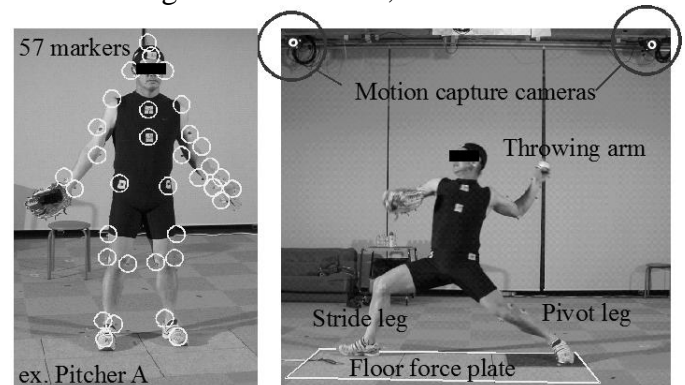 57 markers
ex. Pitcher A
Motion capture cameras
Throwing arm
Stride leg
Pivot leg
Floor force plate